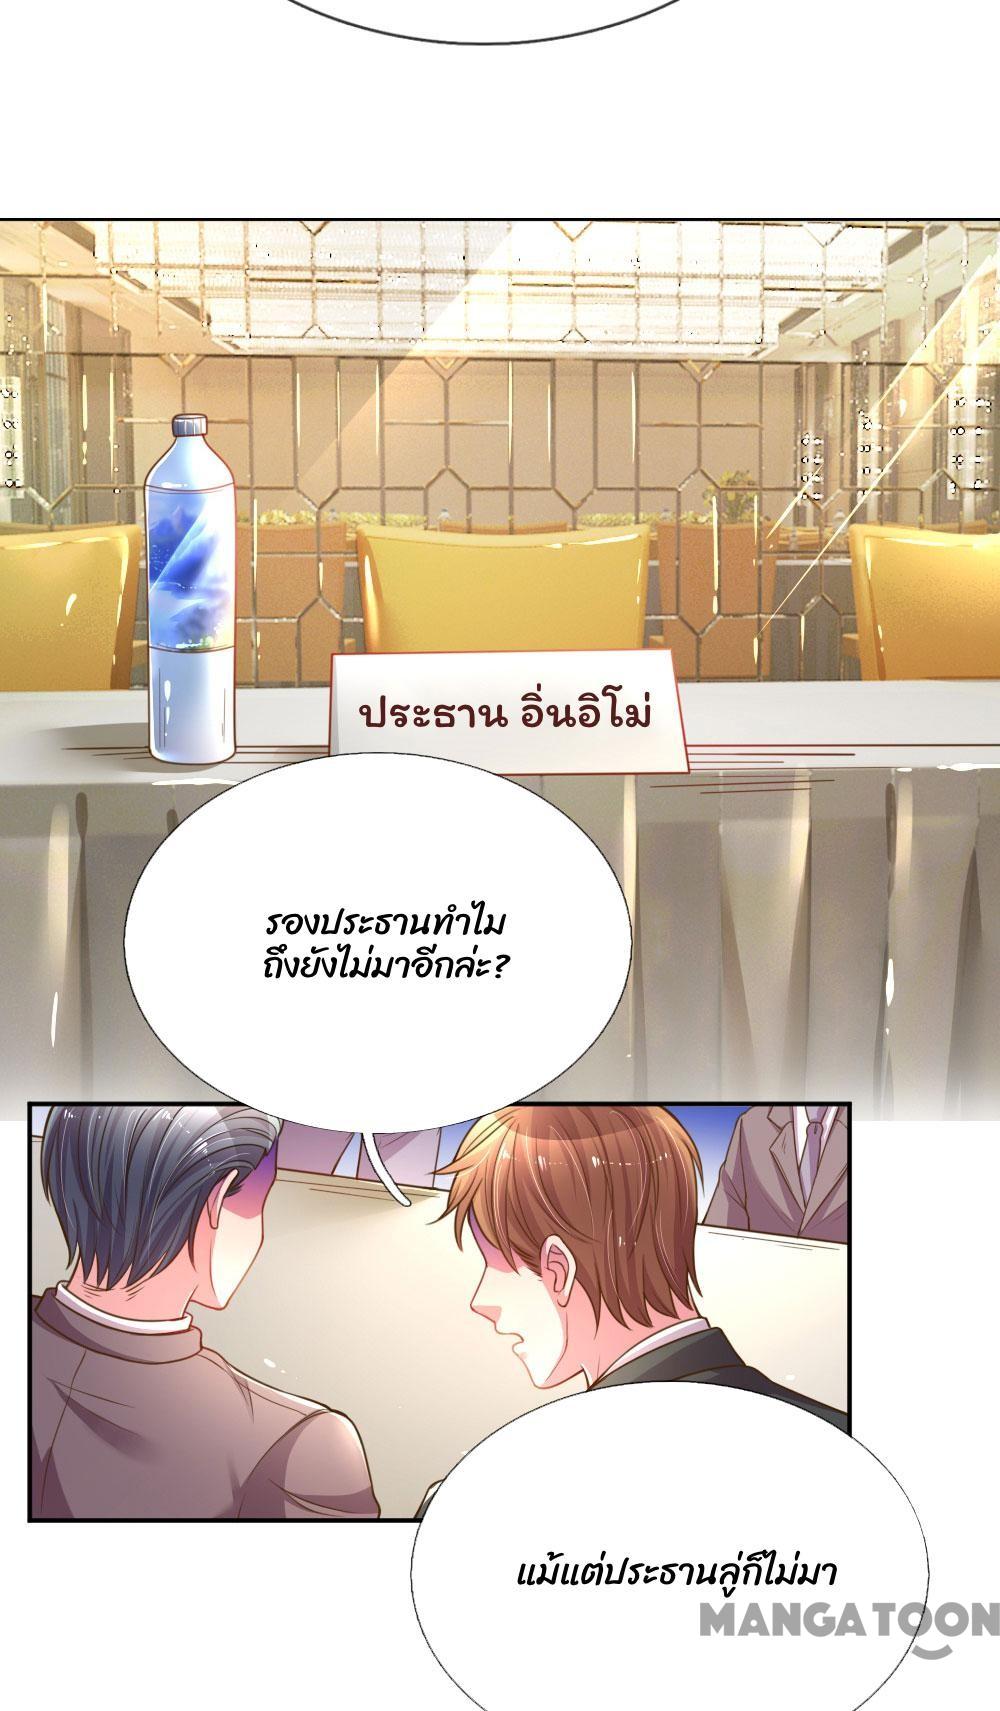 ประธาน อิ่นอิโม่
รองประธานทำไม
ถึงยังไม่มาอีกล่ะ?
แม้แต่ประธานลู่ก็ไม่มา
MANGATOON